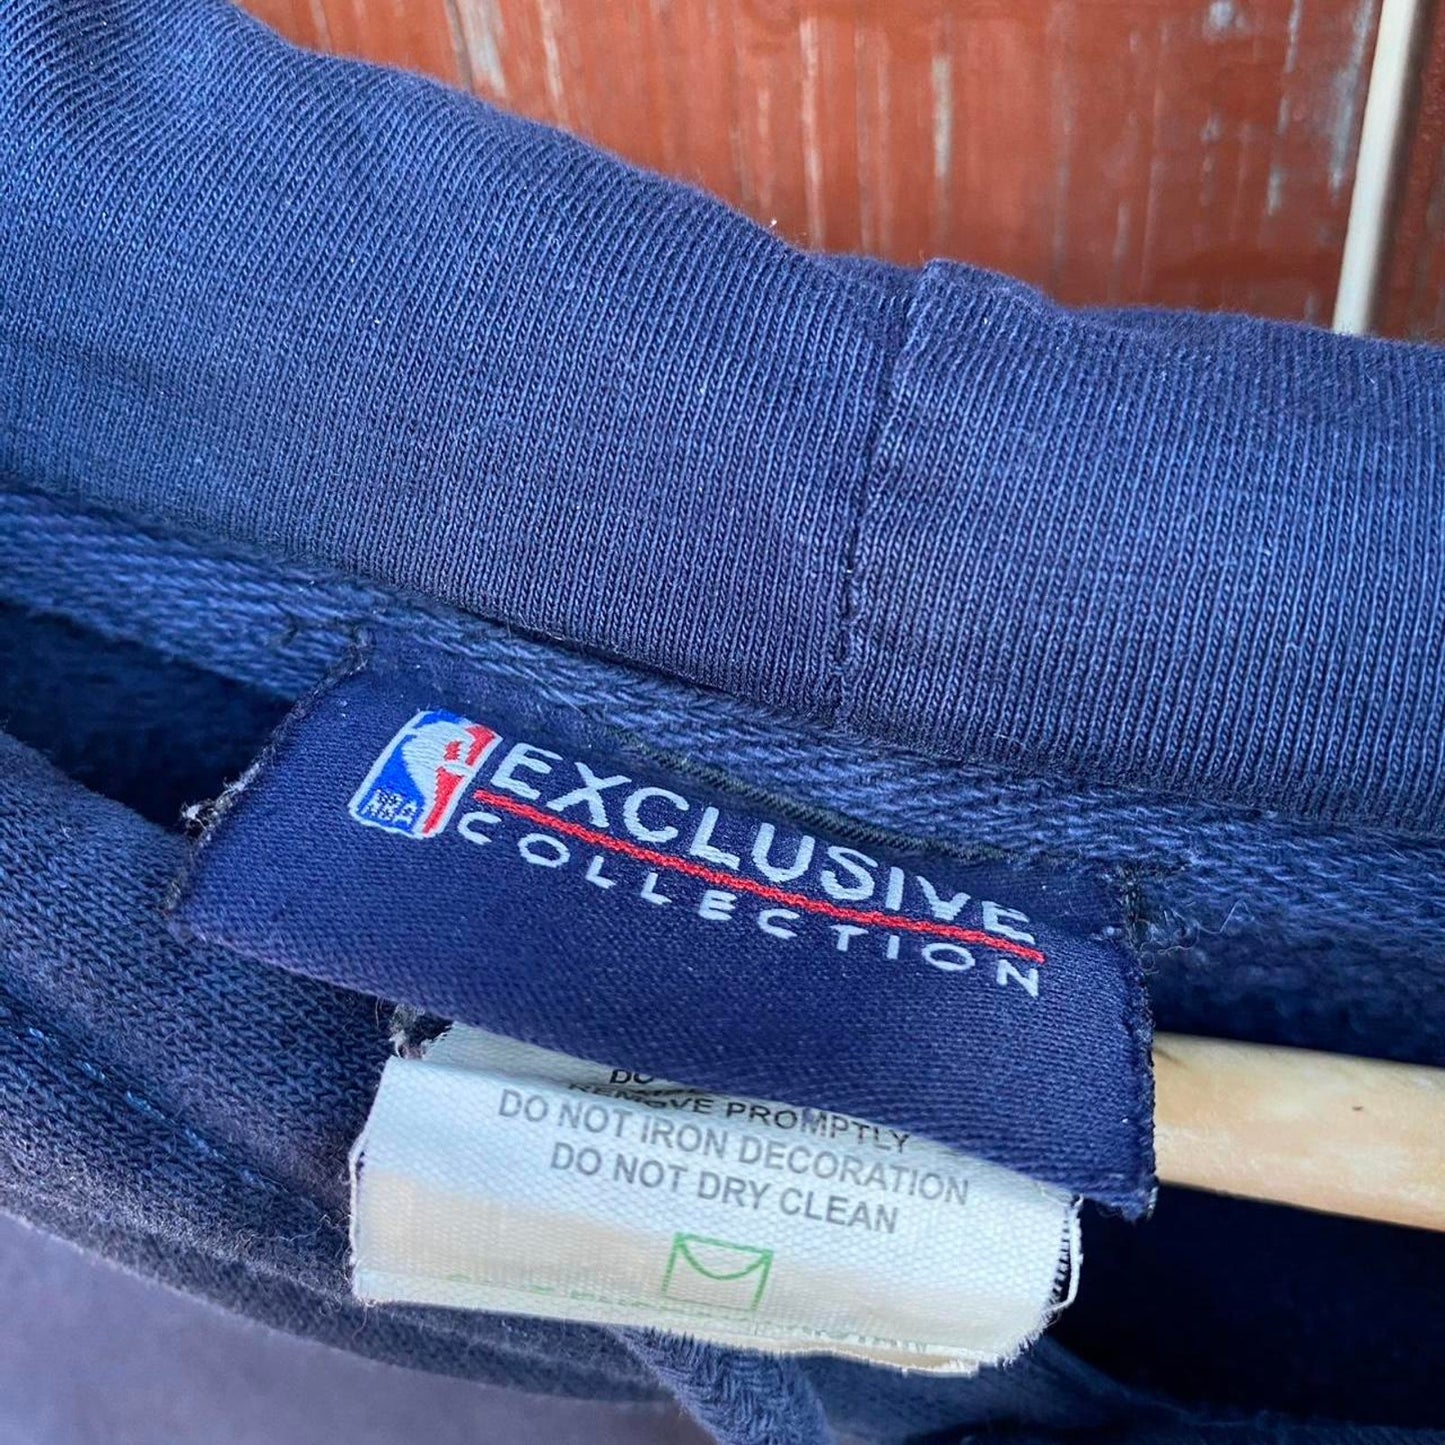 NBA
EXCLUSIVE
COLLECTION
REMOVE PROMPTLY
DO NOT IRON DECORATION
DO NOT DRY CLEAN